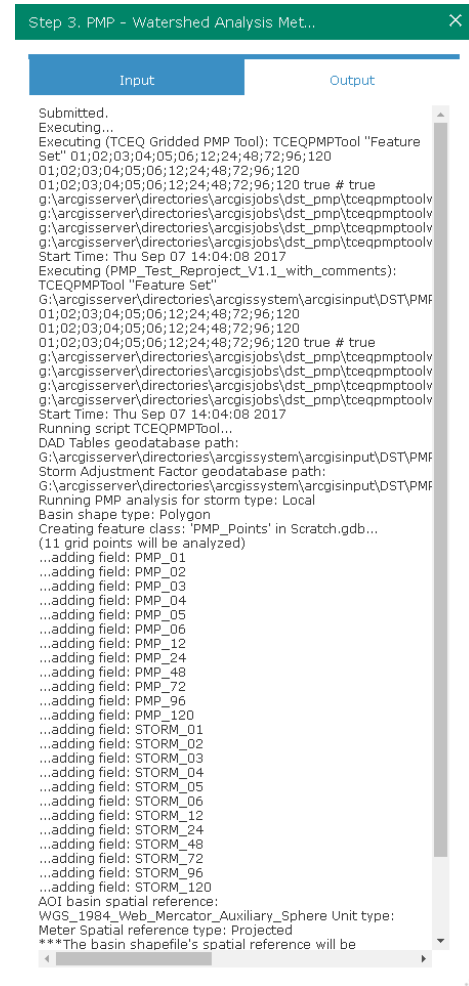 Step 3. PMP - Watershed Analysis Met...
Input
Output
Submitted.
Executing...
Executing (TCEQ Gridded PMP Tool): TCEQPMPTool "Feature
Set" 01;02;03;04;05;06;12;24;48;72;96;120
01;02;03;04;05;06;12;24;48;72;96;120
01;02;03;04;05;06;12;24;48;72;96;120 true # true
g:\arcgisserver\directories\arcgisjobs\dst_pmp\tceqpmptoolv
g:\arcgisserver\directories\arcgisjobs\dst_pmp\tceqpmptoolv
g:\arcgisserver\directories\arcgisjobs\dst_pmp\tceqpmptoolv
g:\arcgisserver\directories\arcgisjobs\dst_pmp\tceqpmptoolv
Start Time: Thu Sep 07 14:04:08 2017
Executing (PMP_Test_Reproject_V1.1_with_comments):
TCEQPMPTool "Feature Set"
G:\arcgisserver\directories\arcgissystem\arcgisinput\DST\PMP
01;02;03;04;05;06;12;24;48;72;96;120
01;02;03;04;05;06;12;24;48;72;96;120
01;02;03;04;05;06;12;24;48;72;96;120 true # true
g:\arcgisserver\directories\arcgisjobs\dst_pmp\tceqpmptoolv
g:\arcgisserver\directories\arcgisjobs\dst_pmp\tceqpmptoolv
g:\arcgisserver\directories\arcgisjobs\dst_pmp\tceqpmptoolv
g:\arcgisserver\directories\arcgisjobs\dst_pmp\tceqpmptoolv
Start Time: Thu Sep 07 14:04:08 2017
Running script TCEQPMPTool...
DAD Tables geodatabase path:
G:\arcgisserver\directories\arcgissystem\arcgisinput\DST\PMP
Storm Adjustment Factor geodatabase path:
G:\arcgisserver\directories\arcgissystem\arcgisinput\DST\PMP
Running PMP analysis for storm type: Local
Basin shape type: Polygon
Creating feature class: 'PMP_Points' in Scratch.gdb...
(11 grid points will be analyzed)
...adding field: PMP_01
...adding field: PMP_02
...adding field: PMP_03
...adding field: PMP_04
...adding field: PMP_05
...adding field: PMP_06
...adding field: PMP_12
...adding field: PMP_24
...adding field: PMP_48
...adding field: PMP_72
...adding field: PMP_96
...adding field: PMP_120
...adding field: STORM_01
...adding field: STORM_02
...adding field: STORM_03
...adding field: STORM_04
...adding field: STORM_05
...adding field: STORM_06
...adding field: STORM_12
...adding field: STORM_24
...adding field: STORM_48
...adding field: STORM_72
...adding field: STORM_96
...adding field: STORM_120
AOI basin spatial reference:
WGS_1984_Web_Mercator_Auxiliary_Sphere Unit type:
Meter Spatial reference type: Projected
***The basin shapefile's spatial reference will be